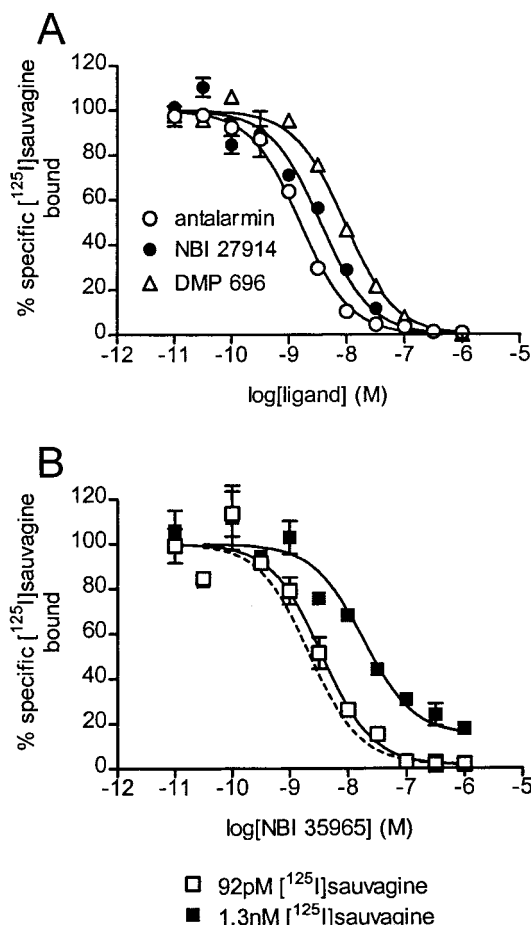 A
% specific [125I]sauvagine
bound
120
100
80
60
40
20
0
antalarmin
NBI 27914
DMP 696
-12 -11 -10 -9 -8 -7 -6 -5
log[ligand] (M)
B
% specific [125I]sauvagine
bound
120
100
80
60
40
20
0
-12 -11 -10 -9 -8 -7 -6 -5
log[NBI 35965] (M)
92pM [125I]sauvagine
1.3nM [125I]sauvagine